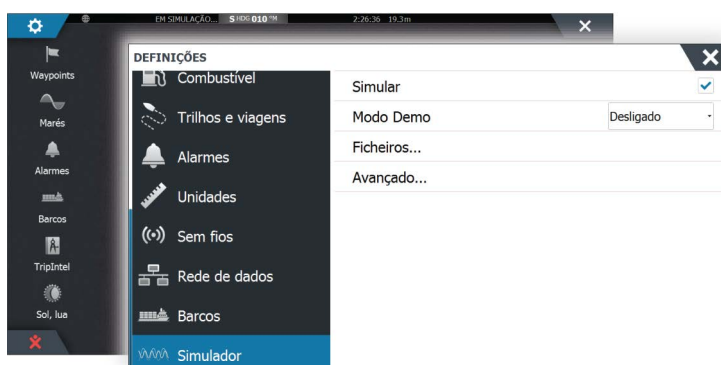 EM SIMULAÇÃO... S HDG 010 °M 2:26:36 19.3m
Waypoints
Marés
Alarmes
Barcos
TripIntel
Sol, lua
DEFINIÇÕES
Combustível
Trilhos e viagens
Alarmes
Unidades
Sem fios
Rede de dados
Barcos
Simulador
Simular
Modo Demo Desligado
Ficheiros...
Avançado...